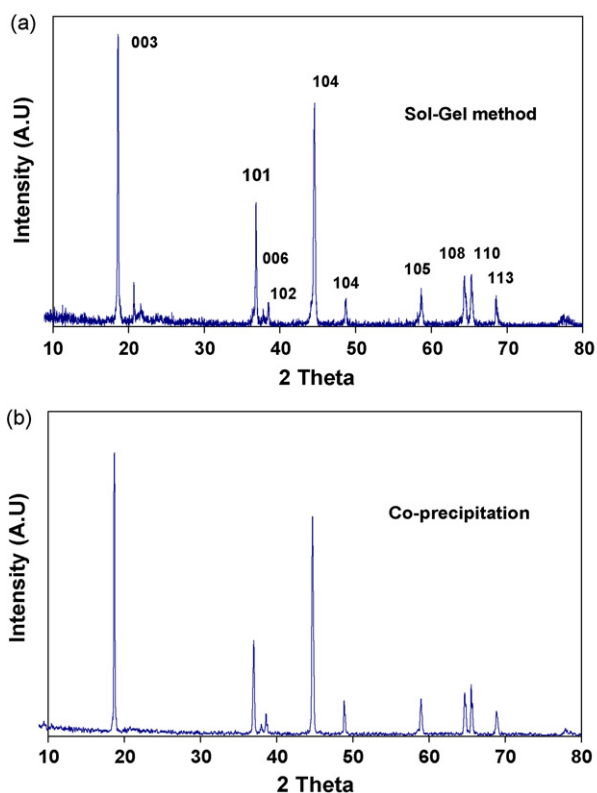 (a)
003
104
Sol-Gel method
Intensity (A.U)
101
006
102
104
105
108
110
113
10 20 30 40 50 60 70 80
2 Theta
(b)
Co-precipitation
Intensity (A.U)
10 20 30 40 50 60 70 80
2 Theta